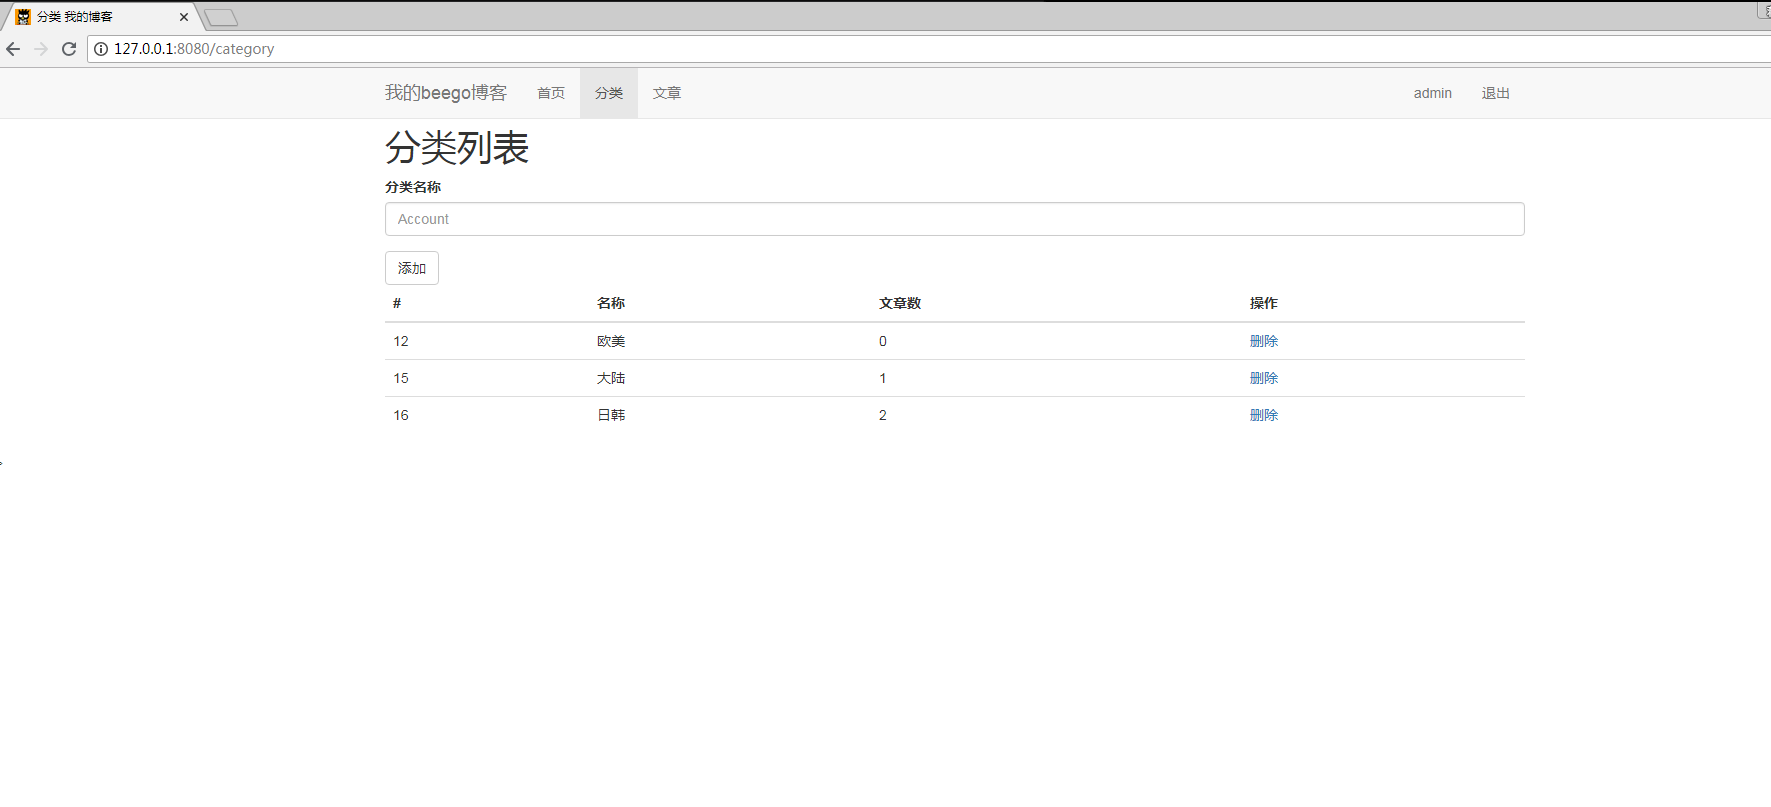 分类 我的博客
127.0.0.1:8080/category
我的beego博客 首页 分类 文章 admin 退出
分类列表
分类名称
Account
添加
# 名称 文章数 操作
12 欧美 0 删除
15 大陆 1 删除
16 日韩 2 删除